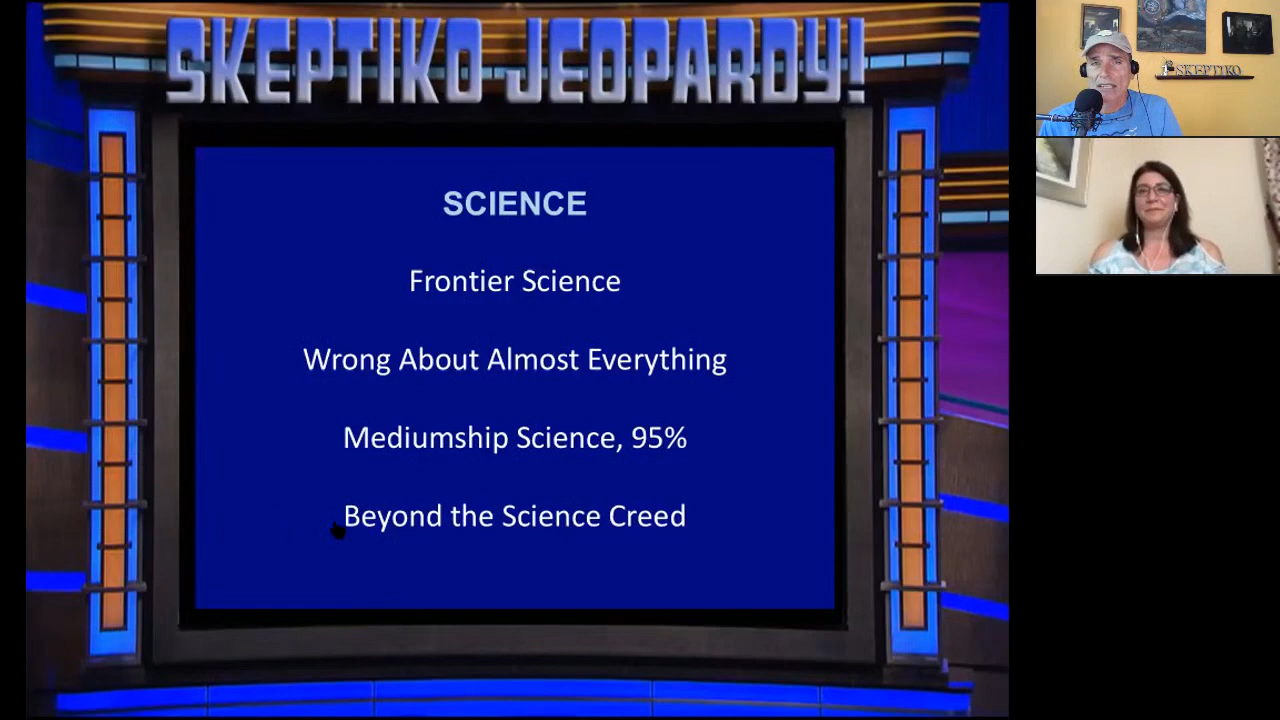 SKEPTIKO JEOPARDY!
SCIENCE
Frontier Science
Wrong About Almost Everything
Mediumship Science, 95%
Beyond the Science Creed
SKEPTIKO